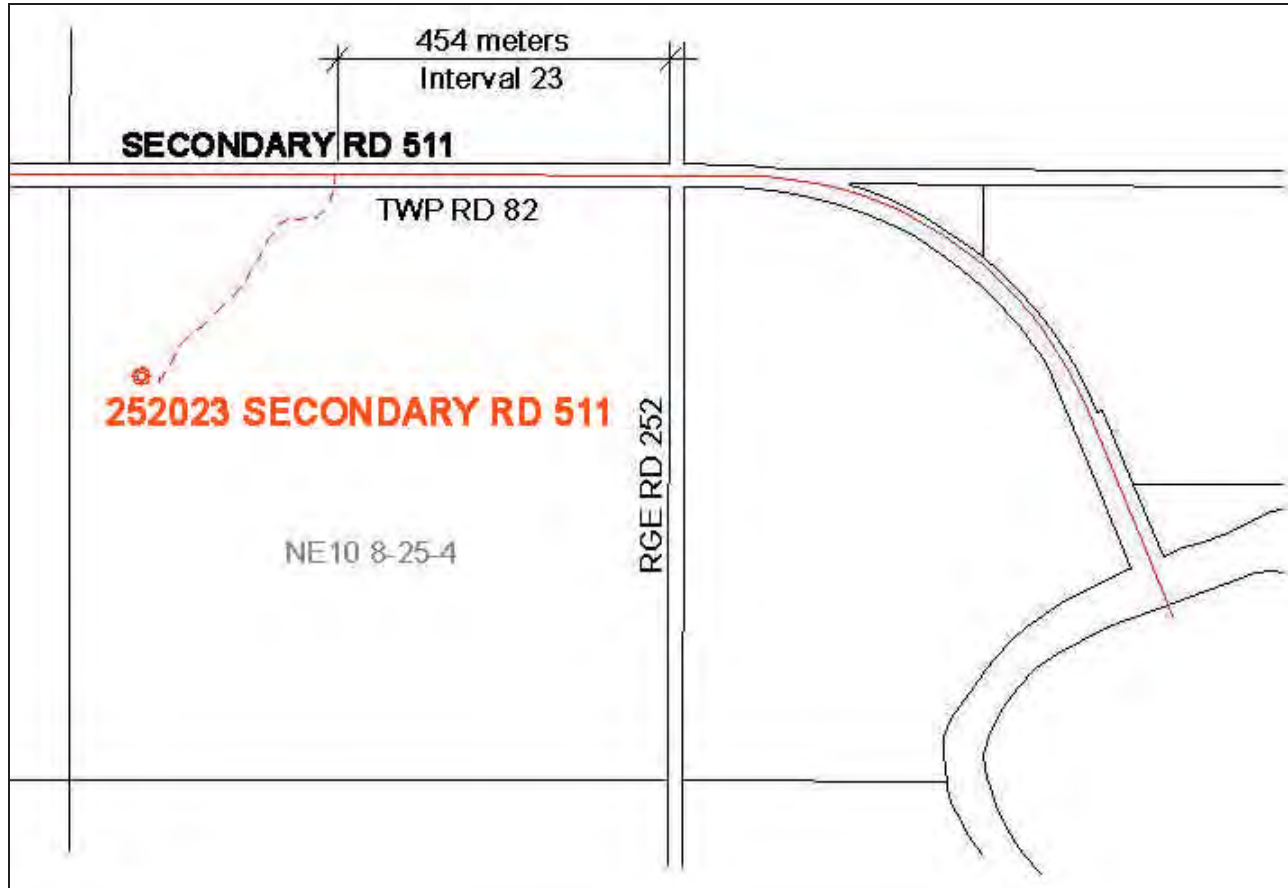 454 meters
Interval 23
SECONDARY RD 511
TWP RD 82
252023 SECONDARY RD 511
RGE RD 252
NE10 8-25-4